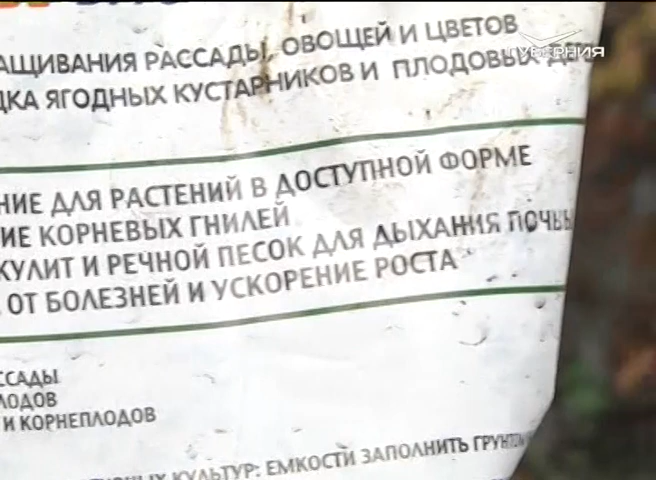 АЩИВАНИЯ РАССАДЫ, ОВОЩЕЙ И ЦВЕТОВ
ГУБЕРНИЯ
ДКА ЯГОДНЫХ КУСТАРНИКОВ И ПЛОДОВЫХ
НИЕ ДЛЯ РАСТЕНИЙ В ДОСТУПНОЙ ФОРМЕ
ИЕ КОРНЕВЫХ ГНИЛЕЙ
КУЛИТ И РЕЧНОЙ ПЕСОК ДЛЯ ДЫХАНИЯ ПОЧВЫ
ОТ БОЛЕЗНЕЙ И УСКОРЕНИЕ РОСТА
ССАДЫ
ЛОДОВ
И КОРНЕПЛОДОВ
КУЛЬТУР: ЕМКОСТИ ЗАПОЛНИТЬ ГРУНТОМ